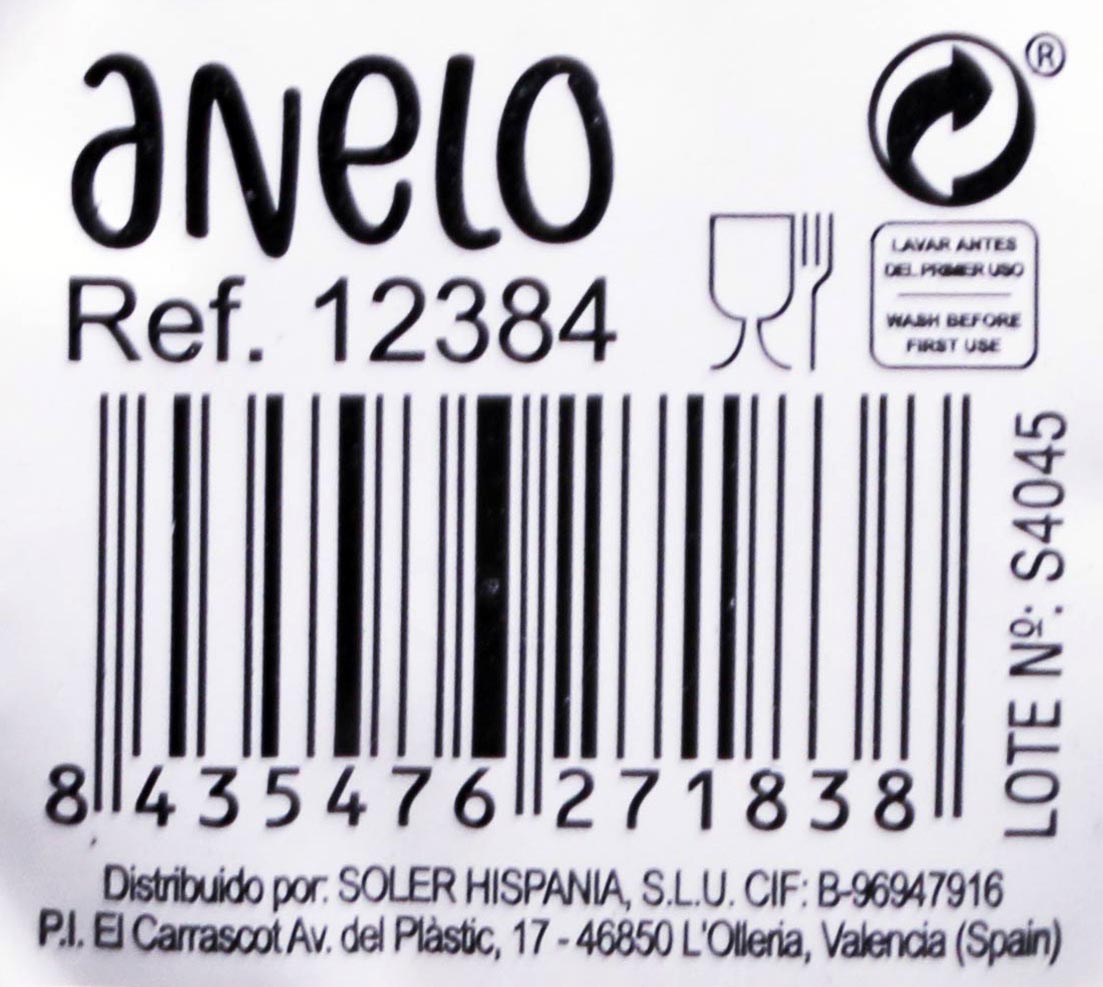 anelo
®
Ref. 12384
LAVAR ANTES
DEL PRIMER USO
WASH BEFORE
FIRST USE
LOTE Nº: S4045
8 435476 271838
Distribuido por: SOLER HISPANIA, S.L.U. CIF: B-96947916
P.I. El Carrascot Av. del Plàstic, 17 - 46850 L'Olleria, Valencia (Spain)